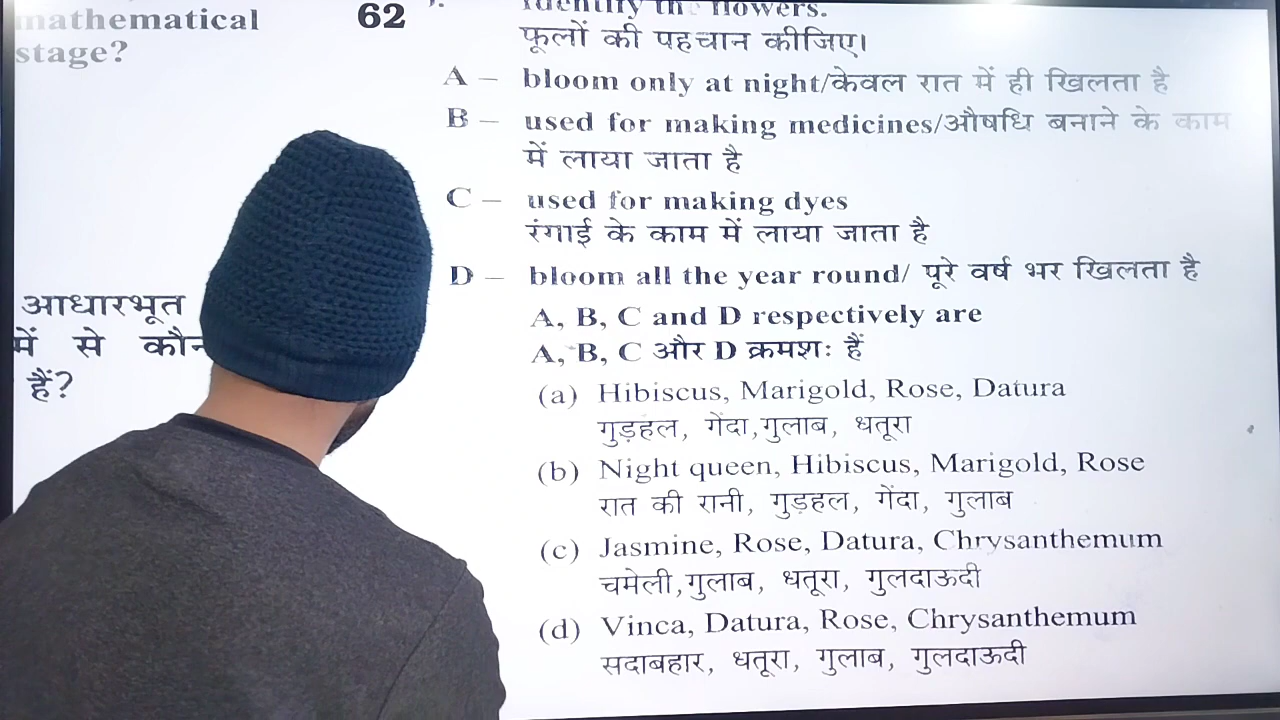 mathematical
stage?
आधारभूत
में से कौन
हैं?
62
Identify the flowers.
फूलों की पहचान कीजिए।
A – bloom only at night/केवल रात में ही खिलता है
B – used for making medicines/औषधि बनाने के काम
में लाया जाता है
C – used for making dyes
रंगाई के काम में लाया जाता है
D – bloom all the year round/ पूरे वर्ष भर खिलता है
A, B, C and D respectively are
A, B, C और D क्रमशः हैं
(a) Hibiscus, Marigold, Rose, Datura
गुड़हल, गेंदा,गुलाब, धतूरा
(b) Night queen, Hibiscus, Marigold, Rose
रात की रानी, गुड़हल, गेंदा, गुलाब
(c) Jasmine, Rose, Datura, Chrysanthemum
चमेली,गुलाब, धतूरा, गुलदाऊदी
(d) Vinca, Datura, Rose, Chrysanthemum
सदाबहार, धतूरा, गुलाब, गुलदाऊदी